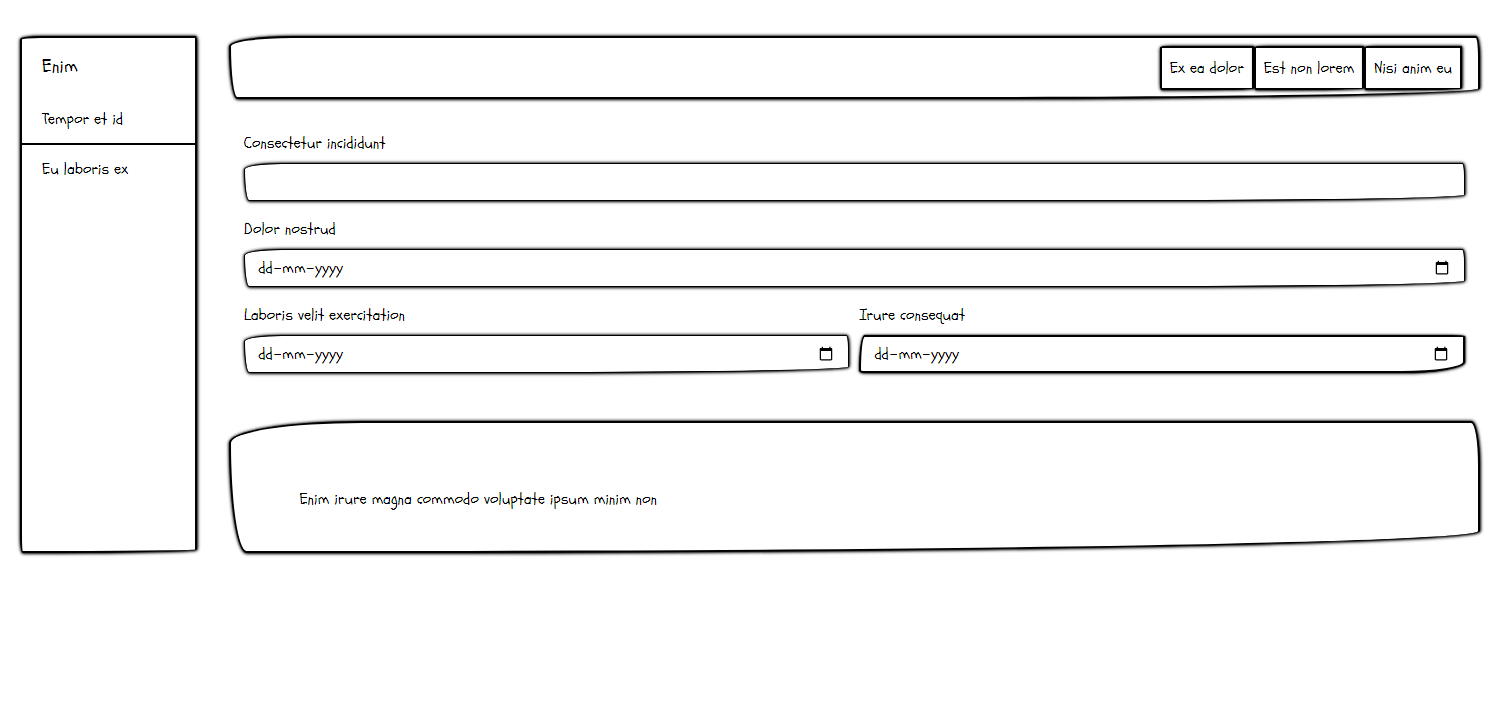 Enim
Tempor et id
Eu laboris ex
Ex ea dolor
Est non lorem
Nisi anim eu
Consectetur incididunt
Dolor nostrud
dd-mm-yyyy
Laboris velit exercitation
dd-mm-yyyy
Irure consequat
dd-mm-yyyy
Enim irure magna commodo voluptate ipsum minim non